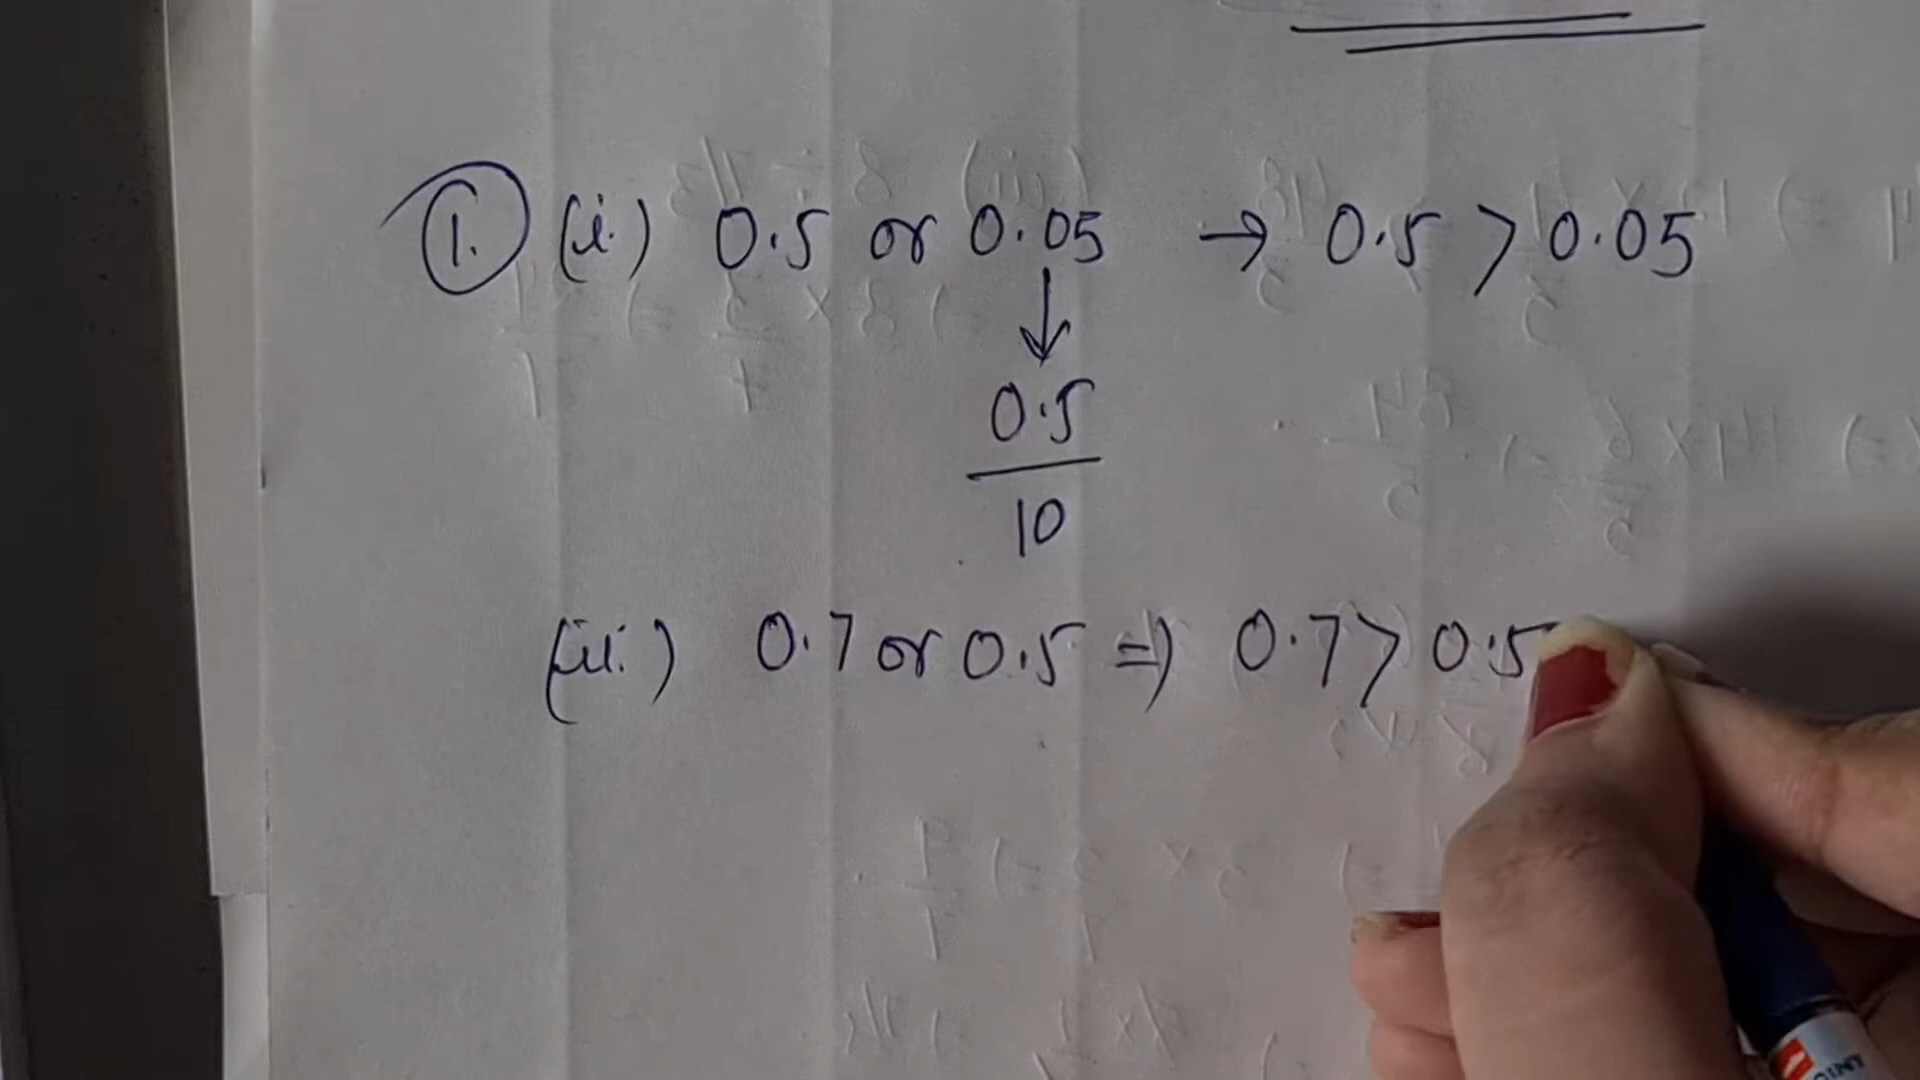 1. (i.) 0.5 or 0.05 → 0.5 > 0.05
↓
0.5
10
(ii.) 0.7 or 0.5 ⇒ 0.7 > 0.5